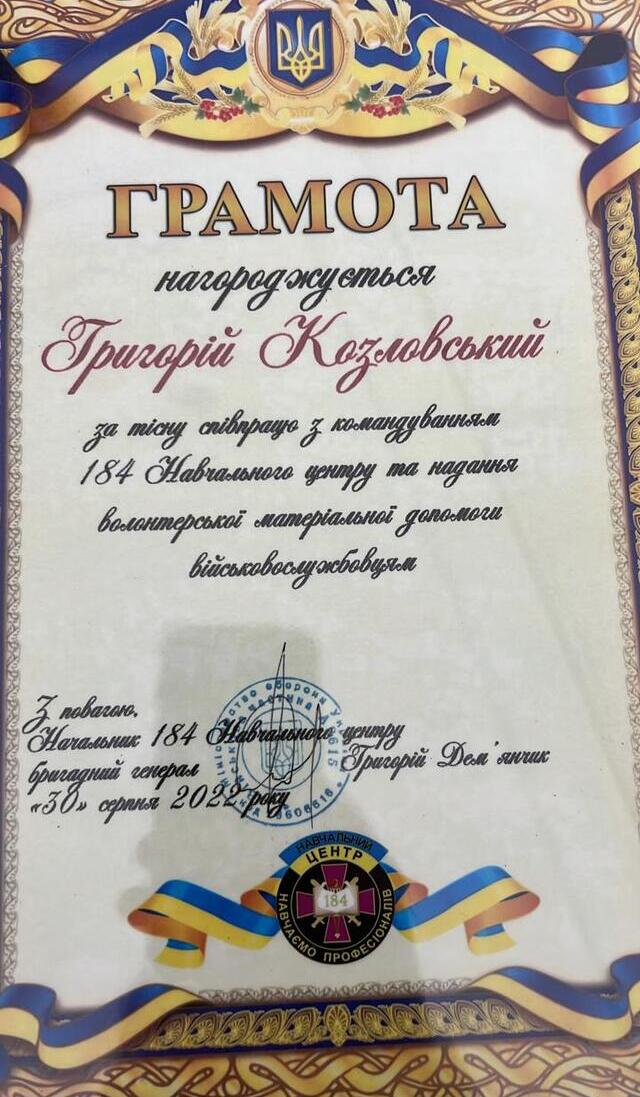 ГРАМОТА
нагороджується
Григорій Козловський
за тісну співпрацю з командуванням
184 Навчального центру та надання
волонтерської матеріальної допомоги
військовослужбовцям
З повагою,
Начальник 184 Навчального центру
бригадний генерал Григорій Дем'янчик
«30» серпня 2022 року
НАВЧАЛЬНИЙ
ЦЕНТР
184
НАВЧАЄМО ПРОФЕСІОНАЛІВ